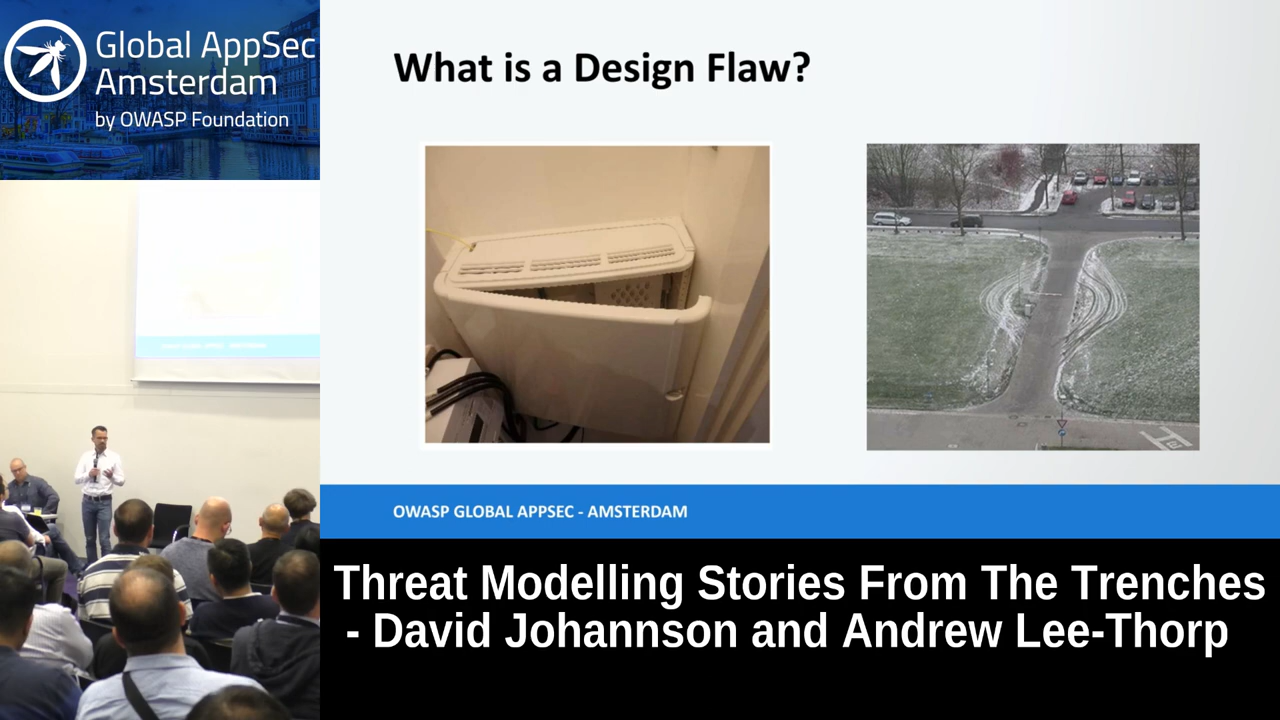 Global AppSec
Amsterdam
by OWASP Foundation
What is a Design Flaw?
OWASP GLOBAL APPSEC - AMSTERDAM
Threat Modelling Stories From The Trenches
- David Johannson and Andrew Lee-Thorp